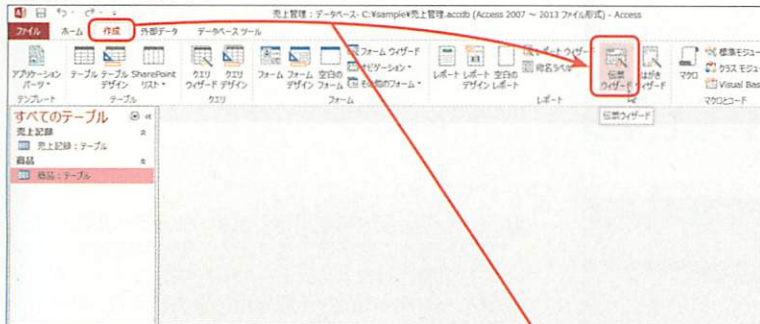 売上管理：データベース- C:¥sample¥売上管理.accdb (Access 2007 ～ 2013 ファイル形式) - Access
ファイル ホーム 作成 外部データ データベース ツール
アプリケーション パーツ
テーブル
テーブル デザイン
SharePoint リスト
クエリ ウィザード
クエリ デザイン
フォーム
フォーム デザイン
空白の フォーム
フォーム ウィザード
ナビゲーション
その他のフォーム
レポート
レポート デザイン
空白の レポート
レポート ウィザード
宛名ラベル
伝票 ウィザード
はがき ウィザード
マクロ
標準モジュー
クラス モジュ
Visual Bas
テンプレート テーブル クエリ フォーム レポート マクロとコード
伝票ウィザード
すべてのテーブル
売上記録
売上記録：テーブル
商品
商品：テーブル